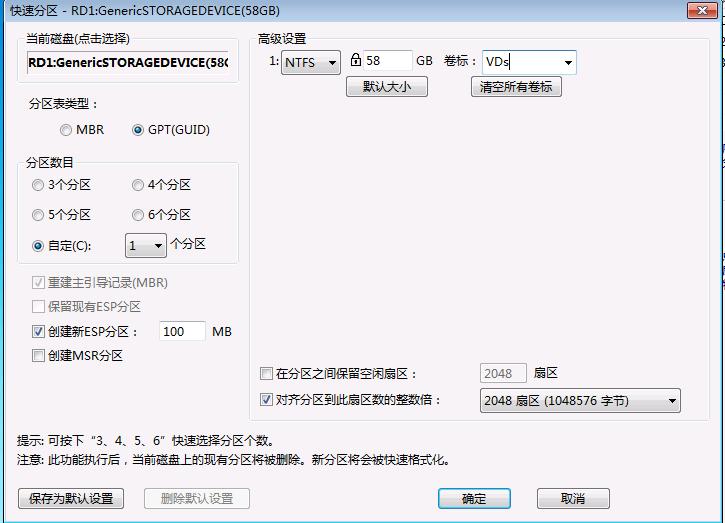 快速分区 - RD1:GenericSTORAGEDEVICE(58GB)
当前磁盘(点击选择)
RD1:GenericSTORAGEDEVICE(58G
分区表类型：
MBR
GPT(GUID)
分区数目
3个分区
4个分区
5个分区
6个分区
自定(C):
1
个分区
重建主引导记录(MBR)
保留现有ESP分区
创建新ESP分区：
100
MB
创建MSR分区
高级设置
1:
NTFS
58
GB
卷标：
VDs
默认大小
清空所有卷标
在分区之间保留空闲扇区：
2048
扇区
对齐分区到此扇区数的整数倍：
2048 扇区 (1048576 字节)
提示: 可按下“3、4、5、6”快速选择分区个数。
注意: 此功能执行后，当前磁盘上的现有分区将被删除。新分区将会被快速格式化。
保存为默认设置
删除默认设置
确定
取消